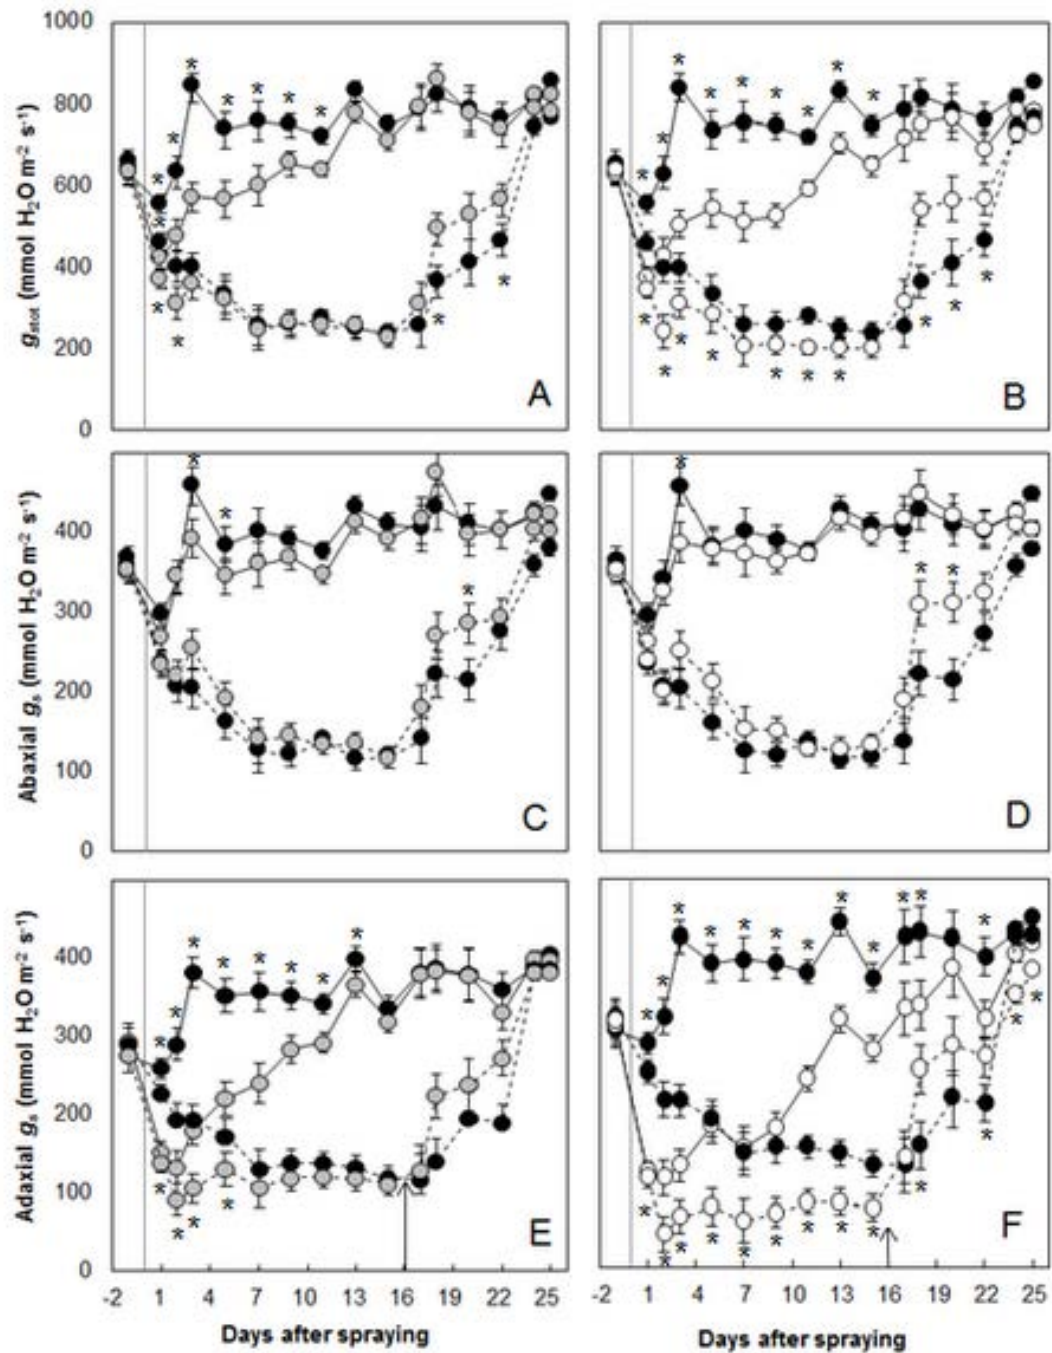 1000
800
600
400
200
0
g_stot (mmol H₂O m⁻² s⁻¹)
A
B
400
300
200
100
0
Abaxial g_s (mmol H₂O m⁻² s⁻¹)
C
D
400
300
200
100
0
Adaxial g_s (mmol H₂O m⁻² s⁻¹)
E
F
-2 1 4 7 10 13 16 19 22 25
-2 1 4 7 10 13 16 19 22 25
Days after spraying
Days after spraying